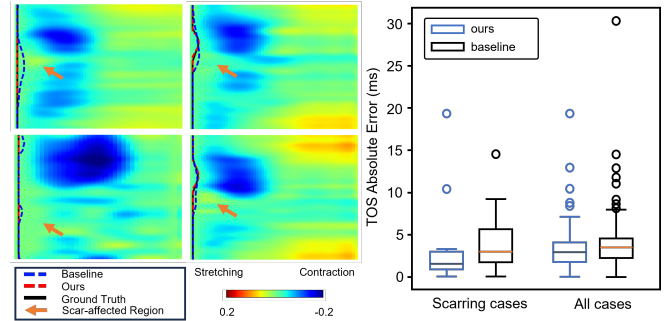 Baseline
Ours
Ground Truth
Scar-affected Region
Stretching Contraction
0.2 -0.2
TOS Absolute Error (ms)
30
25
20
15
10
5
0
ours
baseline
Scarring cases All cases